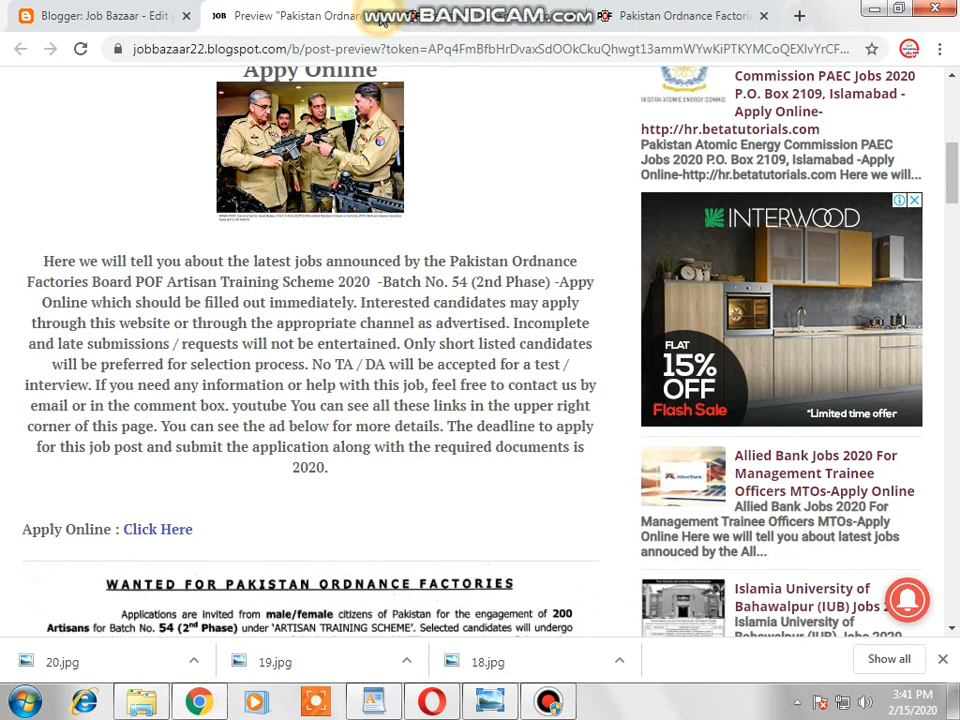 Blogger: Job Bazaar - Edit
JOB Preview "Pakistan Ordnan
www.BANDICAM.com
POF Pakistan Ordnance Factorie
jobbazaar22.blogspot.com/b/post-preview?token=APq4FmBfbHrDvaxSdOOkCkuQhwgt13ammWYwKiPTKYMCoQEXlvYrCF...
Appy Online
Here we will tell you about the latest jobs announced by the Pakistan Ordnance
Factories Board POF Artisan Training Scheme 2020 -Batch No. 54 (2nd Phase) -Appy
Online which should be filled out immediately. Interested candidates may apply
through this website or through the appropriate channel as advertised. Incomplete
and late submissions / requests will not be entertained. Only short listed candidates
will be preferred for selection process. No TA / DA will be accepted for a test /
interview. If you need any information or help with this job, feel free to contact us by
email or in the comment box. youtube You can see all these links in the upper right
corner of this page. You can see the ad below for more details. The deadline to apply
for this job post and submit the application along with the required documents is
2020.
Apply Online : Click Here
WANTED FOR PAKISTAN ORDNANCE FACTORIES
Applications are invited from male/female citizens of Pakistan for the engagement of 200
Artisans for Batch No. 54 (2nd Phase) under 'ARTISAN TRAINING SCHEME'. Selected candidates will undergo
Commission PAEC Jobs 2020
P.O. Box 2109, Islamabad -
Apply Online-
http://hr.betatutorials.com
Pakistan Atomic Energy Commission PAEC
Jobs 2020 P.O. Box 2109, Islamabad -Apply
Online-http://hr.betatutorials.com Here we will...
INTERWOOD
FLAT
15%
OFF
Flash Sale
*Limited time offer
Allied Bank Jobs 2020 For
Management Trainee
Officers MTOs-Apply Online
Allied Bank Jobs 2020 For
Management Trainee Officers MTOs-Apply
Online Here we will tell you about latest jobs
annouced by the All...
Allied Bank
Islamia University of
Bahawalpur (IUB) Jobs 2
Islamia University of
Bahawalpur (IUB) Jobs 2020
20.jpg
19.jpg
18.jpg
Show all
3:41 PM
2/15/2020